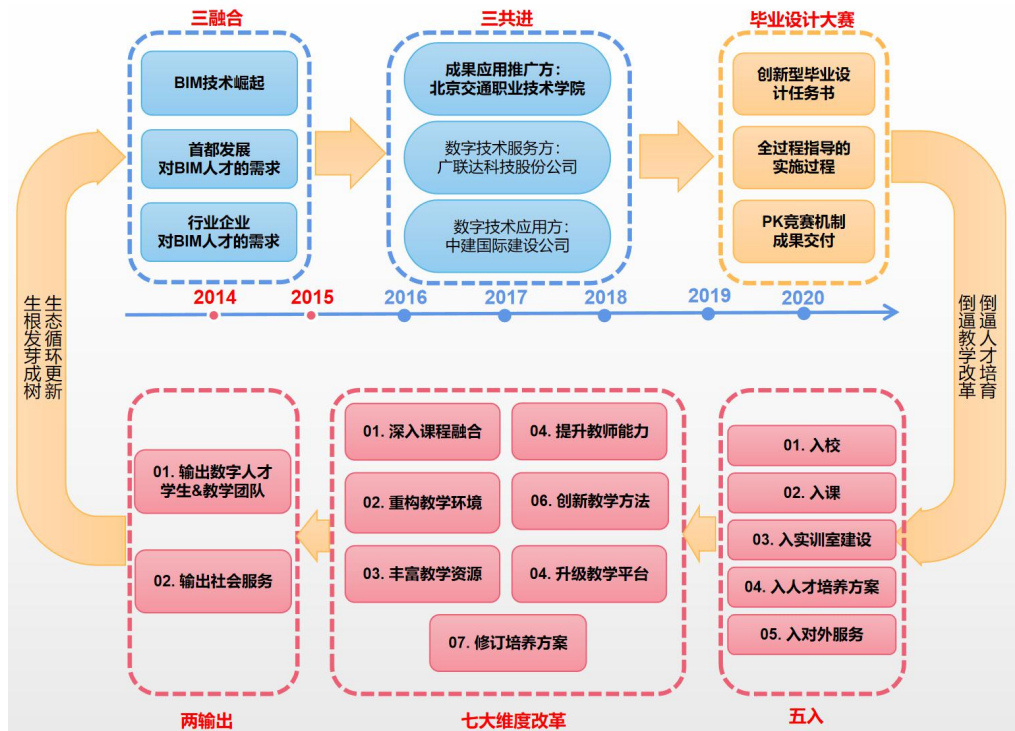 三融合
BIM技术崛起
首都发展
对BIM人才的需求
行业企业
对BIM人才的需求
三共进
成果应用推广方：
北京交通职业技术学院
数字技术服务方：
广联达科技股份公司
数字技术应用方：
中建国际建设公司
毕业设计大赛
创新型毕业设
计任务书
全过程指导的
实施过程
PK竞赛机制
成果交付
2014
2015
2016
2017
2018
2019
2020
倒逼人才培育
倒逼教学改革
01. 入校
02. 入课
03. 入实训室建设
04. 入人才培养方案
05. 入对外服务
五入
01. 深入课程融合
04. 提升教师能力
02. 重构教学环境
06. 创新教学方法
03. 丰富教学资源
04. 升级教学平台
07. 修订培养方案
七大维度改革
01. 输出数字人才
学生&教学团队
02. 输出社会服务
两输出
生态循环更新
生根发芽成树